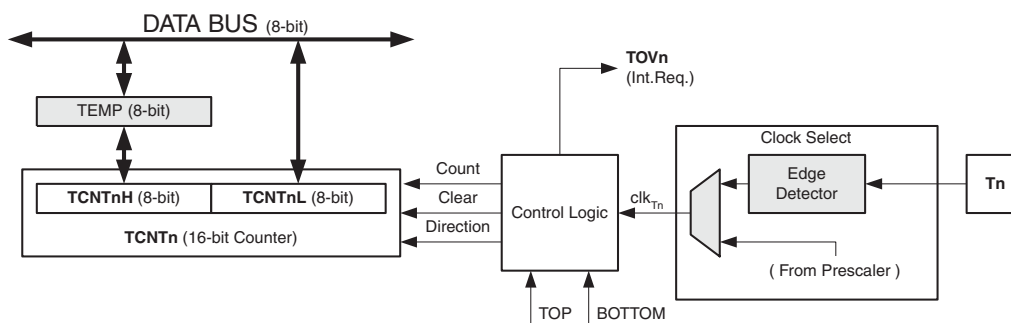 DATA BUS (8-bit)
TOVn
(Int.Req.)
TEMP (8-bit)
Clock Select
Count
Edge
Detector
Tn
TCNTnH (8-bit) TCNTnL (8-bit)
Clear
Control Logic
clkTn
TCNTn (16-bit Counter)
Direction
( From Prescaler )
TOP
BOTTOM